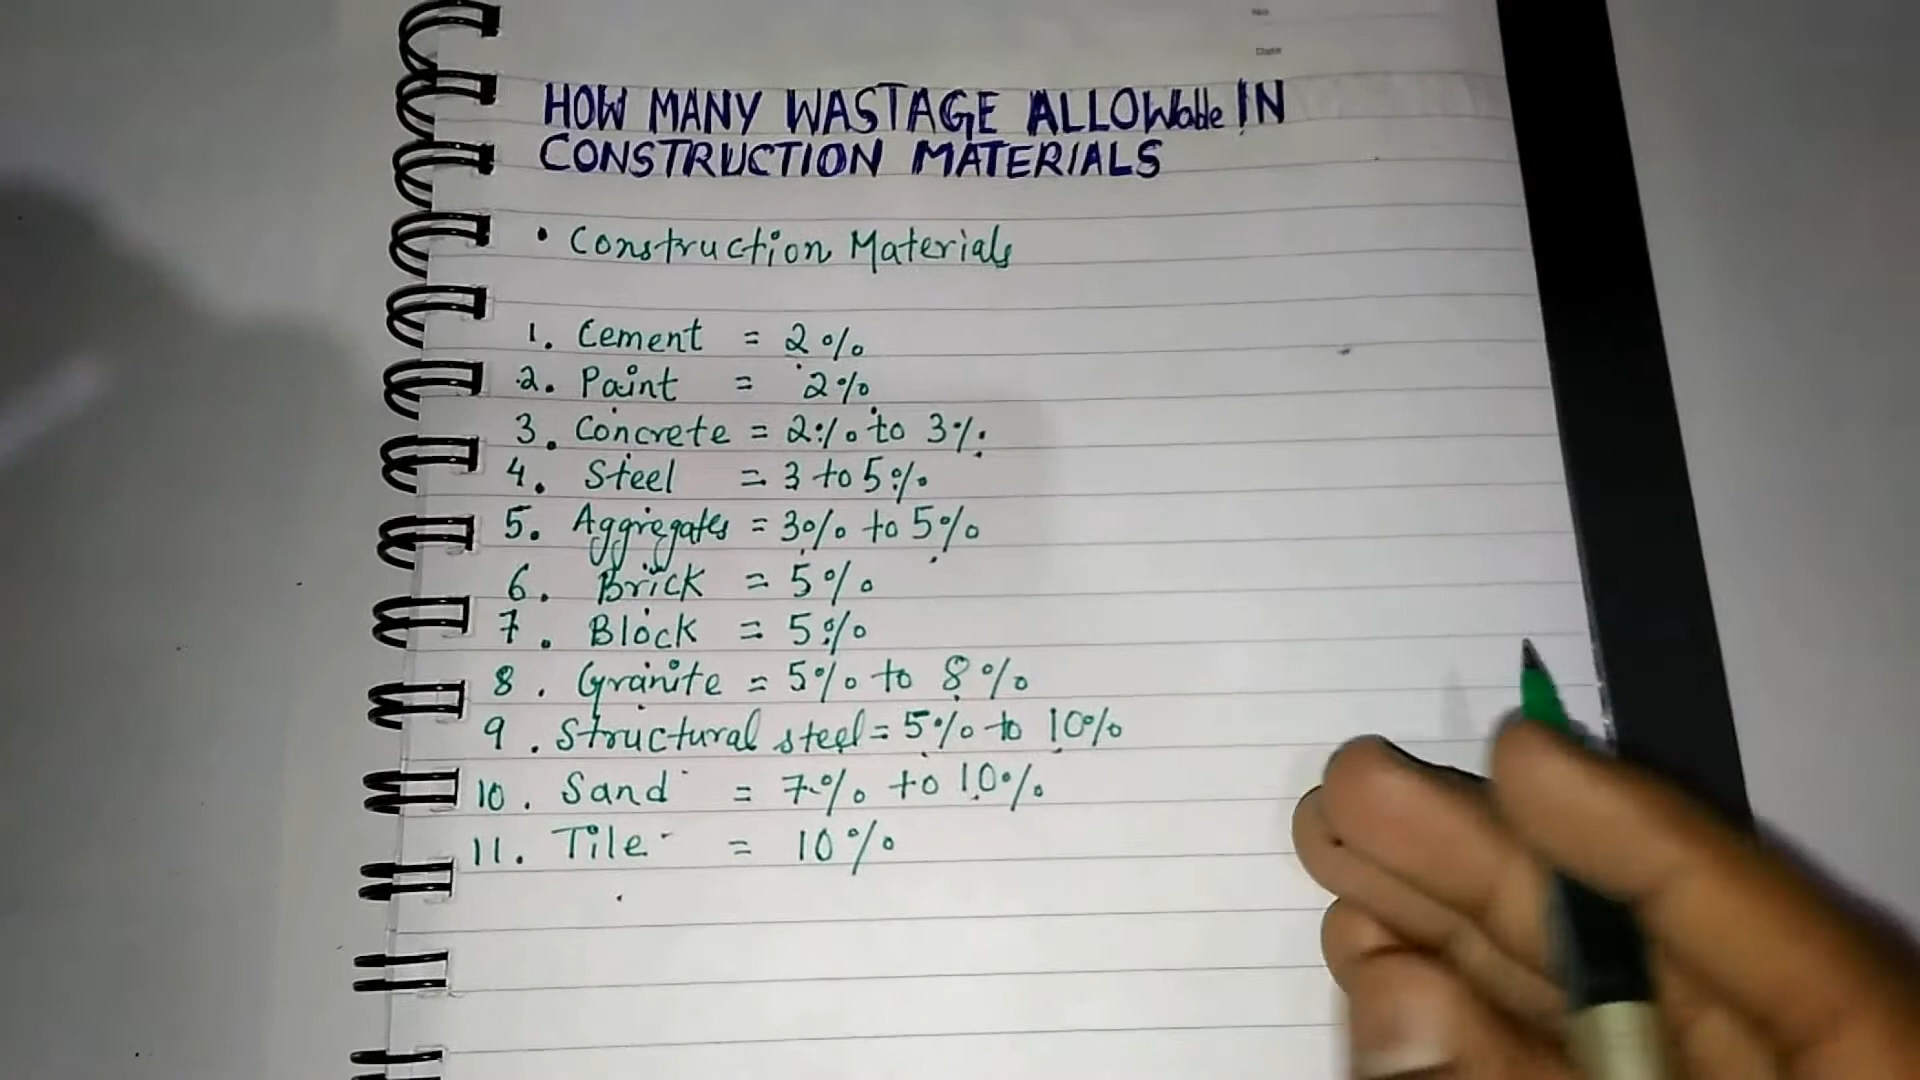 No
Date
HOW MANY WASTAGE ALLOWable IN
CONSTRUCTION MATERIALS
• Construction Materials
1. Cement = 2%
2. Paint = 2%
3. Concrete = 2% to 3%
4. Steel = 3 to 5%
5. Aggregates = 3% to 5%
6. Brick = 5%
7. Block = 5%
8. Granite = 5% to 8%
9. Structural steel = 5% to 10%
10. Sand = 7% to 10%
11. Tile = 10%